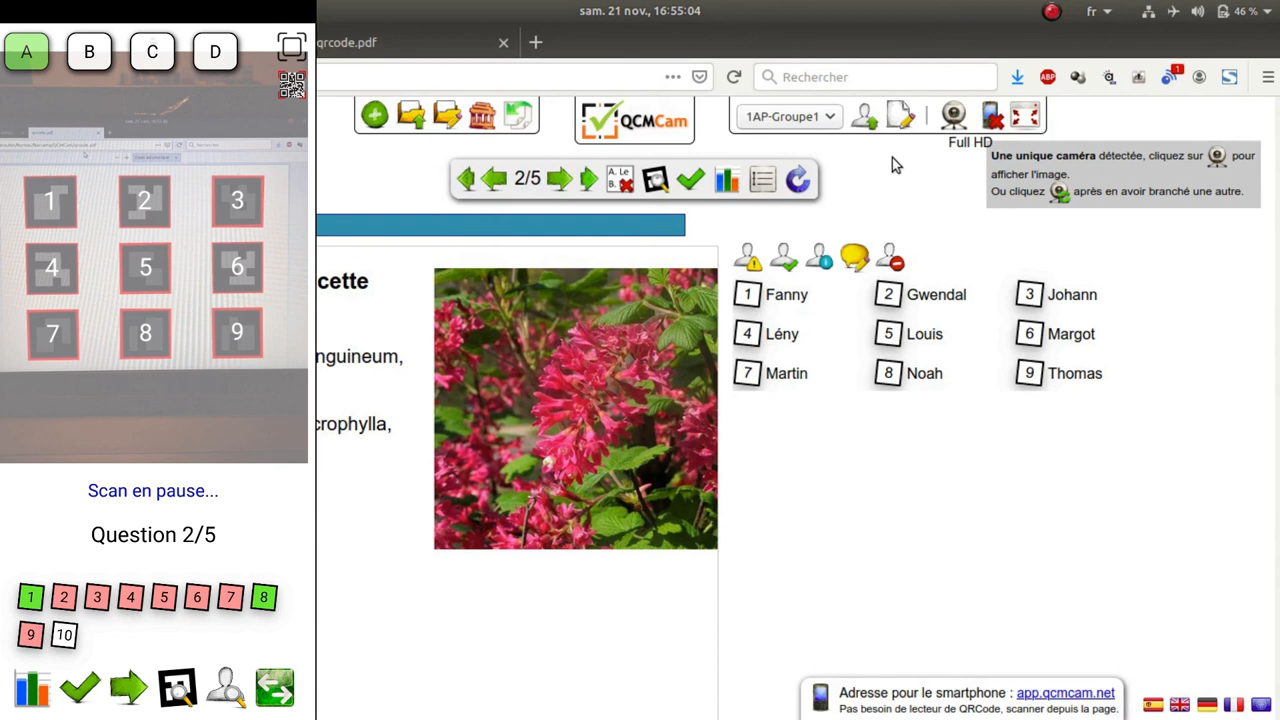 sam. 21 nov., 16:55:04
fr
46 %
A
B
C
D
qrcode.pdf
Rechercher
ABP
1
QCMCam
1AP-Groupe1
Full HD
Une unique caméra détectée, cliquez sur pour
afficher l'image.
Ou cliquez après en avoir branché une autre.
2/5
A. Le
B.
1 2 3
4 5 6
7 8 9
cette
nguineum,
crophylla,
1 Fanny
2 Gwendal
3 Johann
4 Lény
5 Louis
6 Margot
7 Martin
8 Noah
9 Thomas
Scan en pause...
Question 2/5
1 2 3 4 5 6 7 8
9 10
Adresse pour le smartphone : app.qcmcam.net
Pas besoin de lecteur de QRCode, scanner depuis la page.